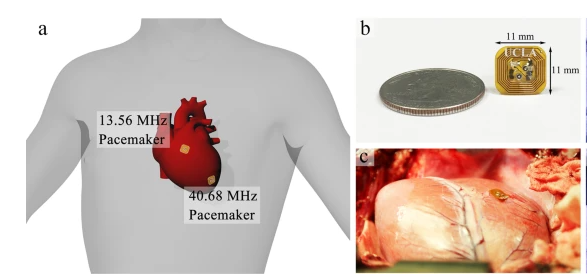 a
13.56 MHz
Pacemaker
40.68 MHz
Pacemaker
b
11 mm
UCLA
11 mm
c